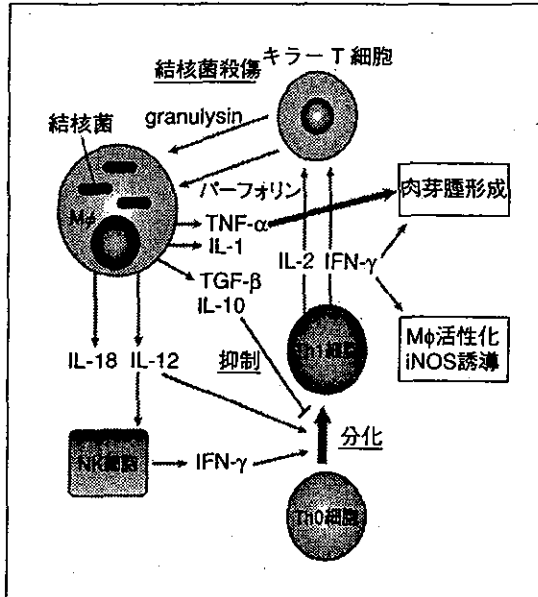 キラーT細胞
結核菌殺傷
granulysin
結核菌
パーフォリン
肉芽腫形成
Mφ
TNF-α
IL-1
IL-2 IFN-γ
TGF-β
IL-10
Th1細胞
Mφ活性化
iNOS誘導
IL-18 IL-12
抑制
分化
NK細胞
IFN-γ
Th0細胞